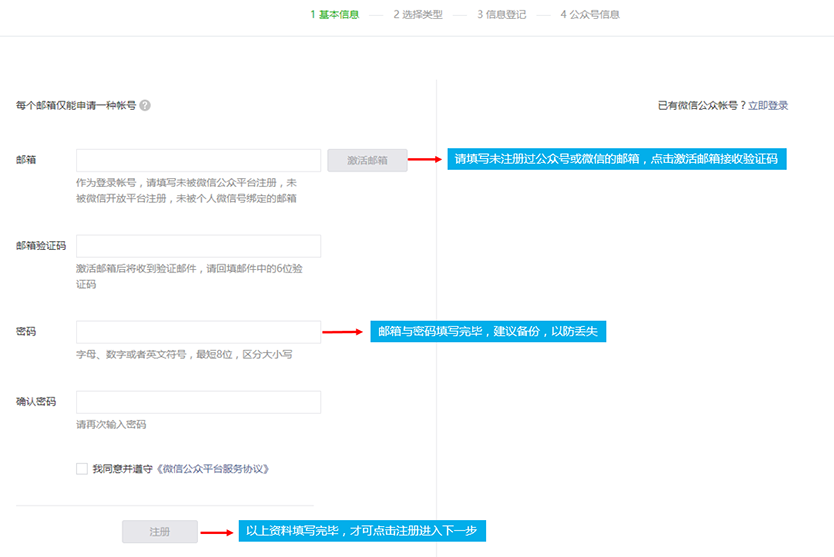 1 基本信息 2 选择类型 3 信息登记 4 公众号信息
每个邮箱仅能申请一种帐号 ?
已有微信公众帐号？立即登录
邮箱
激活邮箱
请填写未注册过公众号或微信的邮箱，点击激活邮箱接收验证码
作为登录帐号，请填写未被微信公众平台注册，未
被微信开放平台注册，未被个人微信号绑定的邮箱
邮箱验证码
激活邮箱后将收到验证邮件，请回填邮件中的6位验
证码
密码
邮箱与密码填写完毕，建议备份，以防丢失
字母、数字或者英文符号，最短8位，区分大小写
确认密码
请再次输入密码
我同意并遵守《微信公众平台服务协议》
注册
以上资料填写完毕，才可点击注册进入下一步